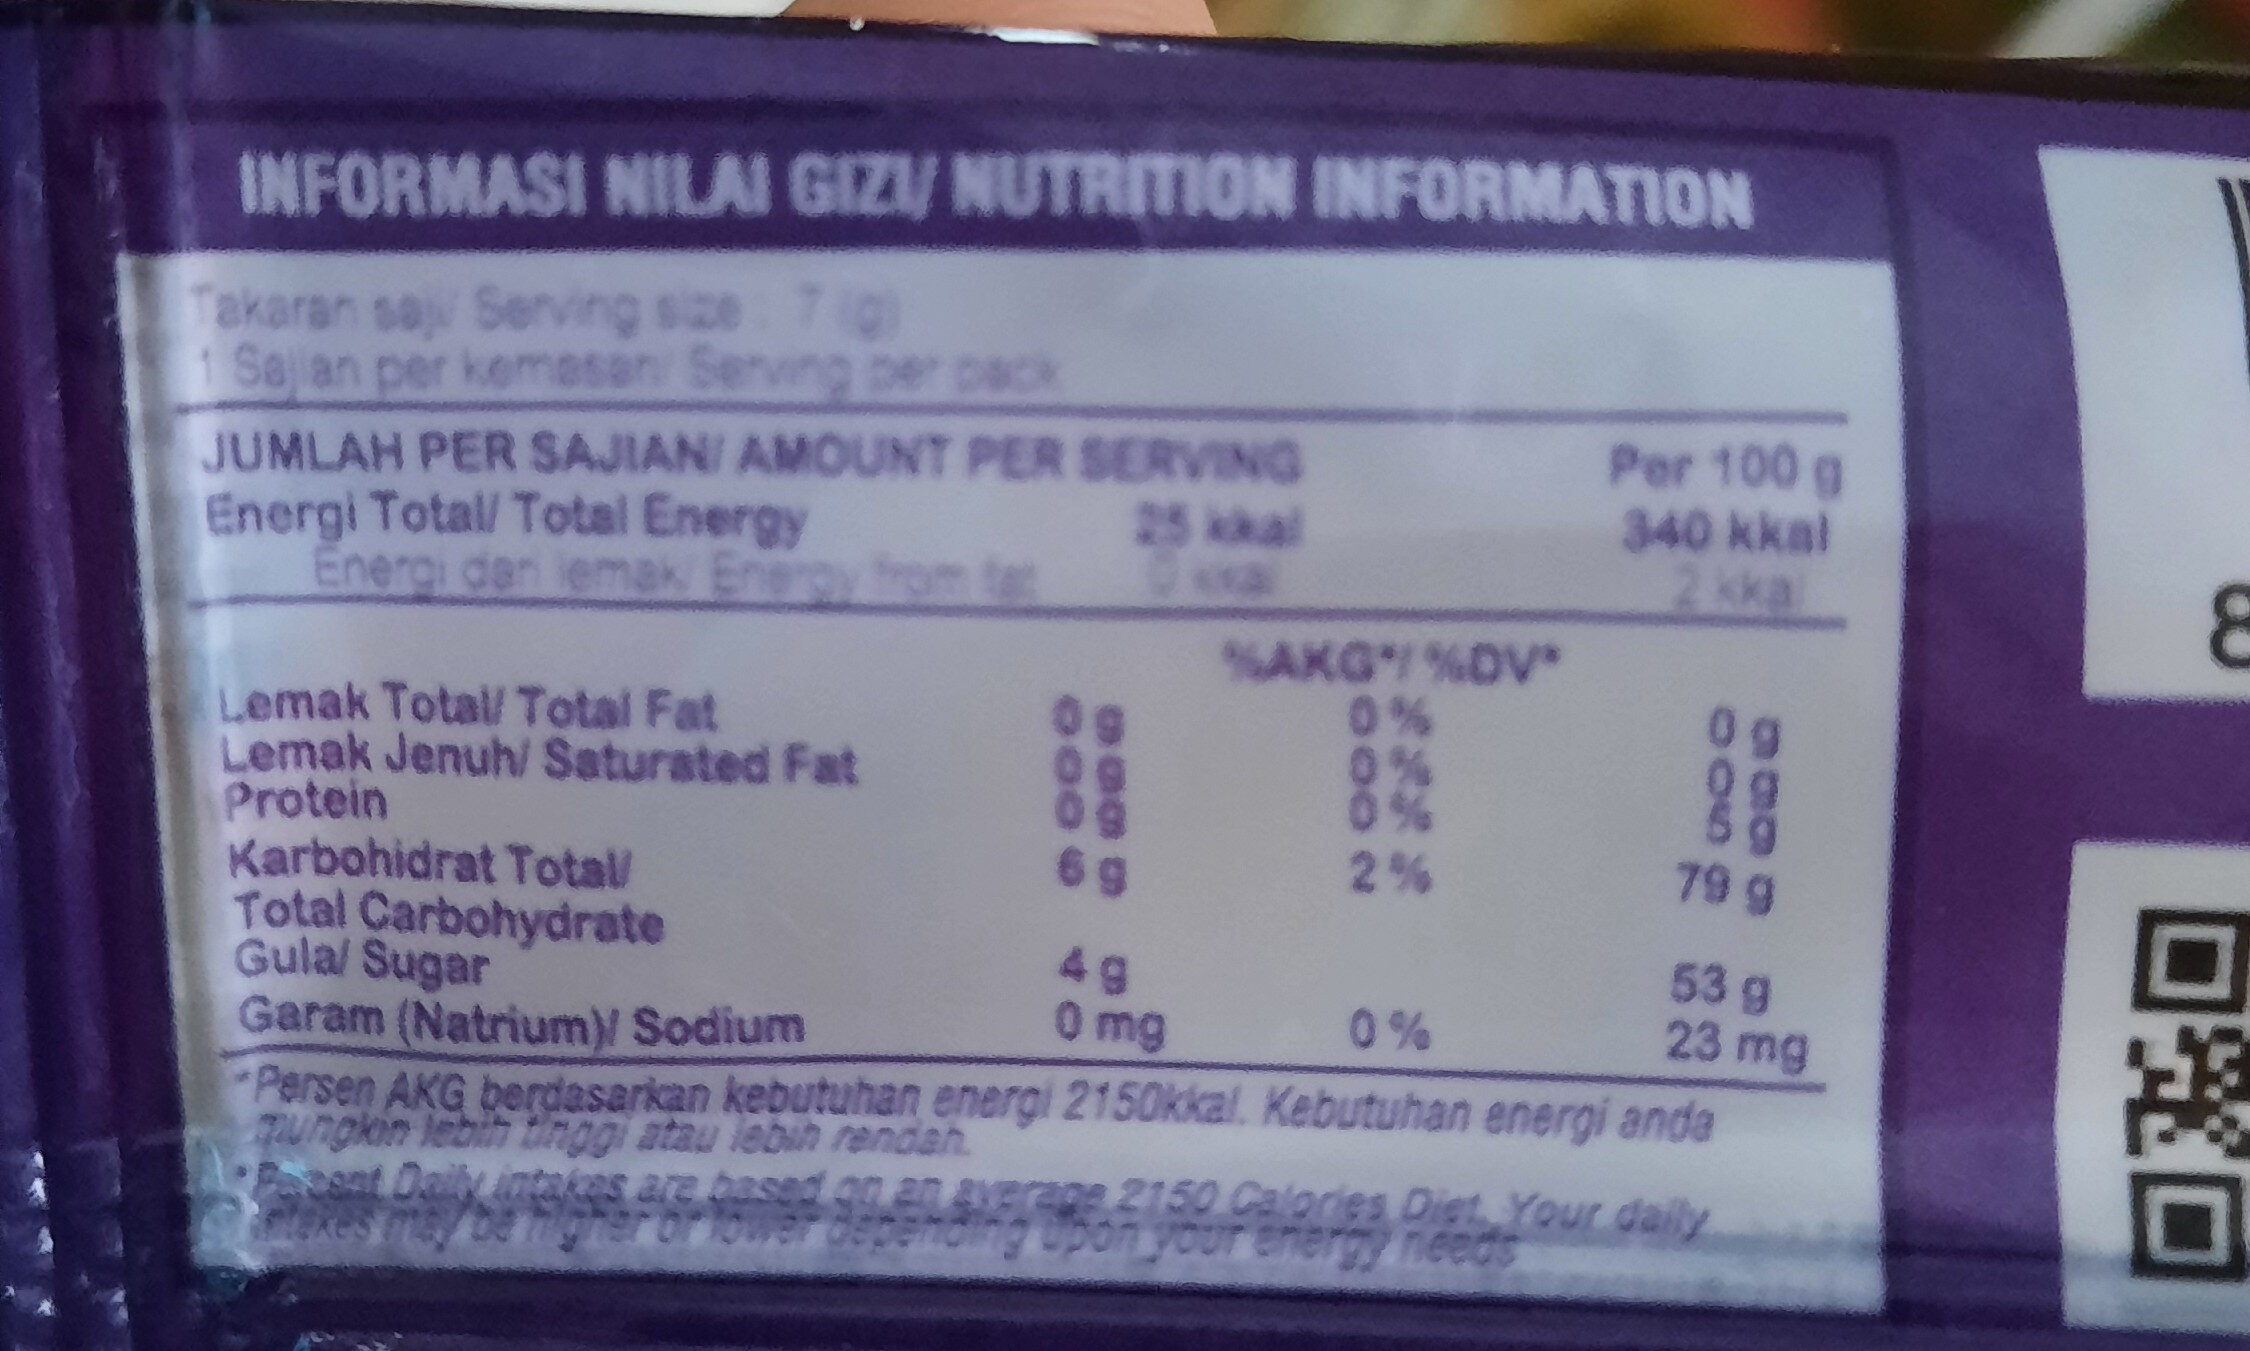 INFORMASI NILAI GIZI/ NUTRITION INFORMATION
Takaran saji/ Serving size : 7 (g)
1 Sajian per kemasan/ Serving per pack
JUMLAH PER SAJIAN/ AMOUNT PER SERVING Per 100 g
Energi Total/ Total Energy 25 kkal 340 kkal
Energi dari lemak/ Energy from fat 0 kkal 2 kkal
%AKG*/ %DV*
Lemak Total/ Total Fat 0 g 0 % 0 g
Lemak Jenuh/ Saturated Fat 0 g 0 % 0 g
Protein 0 g 0 % 5 g
Karbohidrat Total/ 6 g 2 % 79 g
Total Carbohydrate
Gula/ Sugar 4 g 53 g
Garam (Natrium)/ Sodium 0 mg 0 % 23 mg
*Persen AKG berdasarkan kebutuhan energi 2150kkal. Kebutuhan energi anda
mungkin lebih tinggi atau lebih rendah.
*Percent Daily intakes are based on an average 2150 Calories Diet. Your daily
intakes may be higher or lower depending upon your energy needs
8